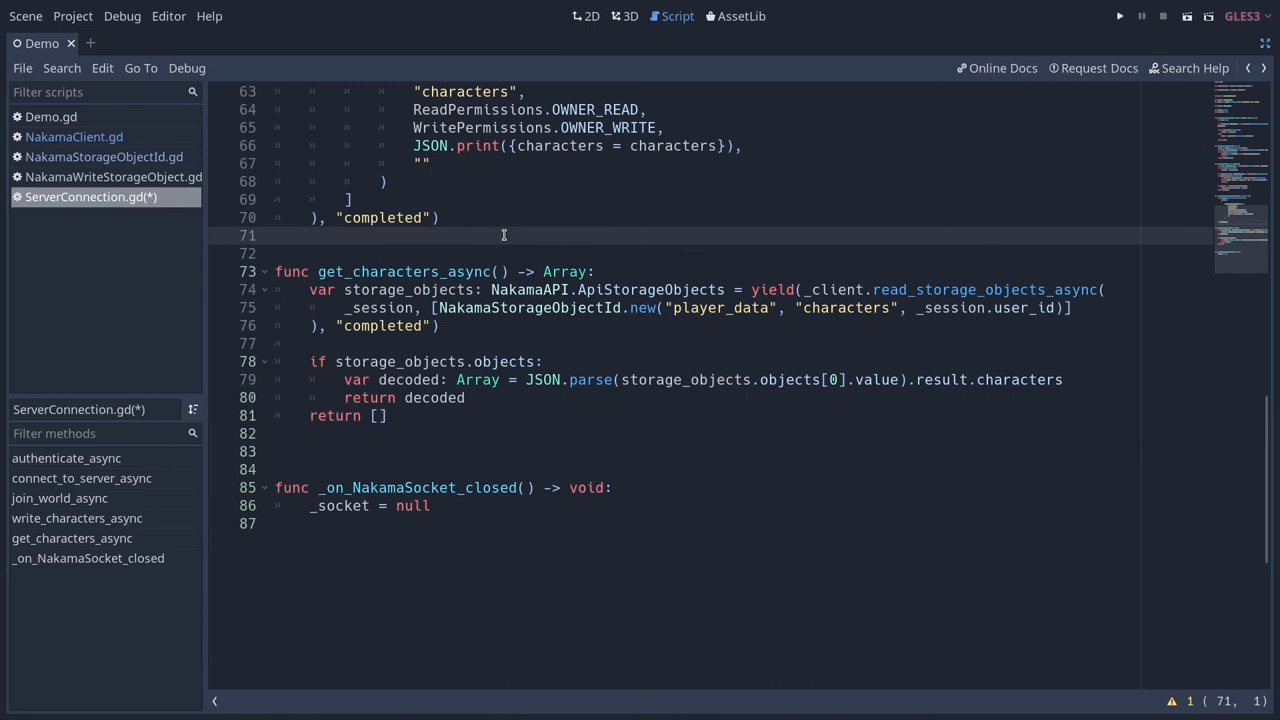 Scene Project Debug Editor Help 2D 3D Script AssetLib GLES3
Demo
File Search Edit Go To Debug Online Docs Request Docs Search Help
Filter scripts
Demo.gd
NakamaClient.gd
NakamaStorageObjectId.gd
NakamaWriteStorageObject.gd
ServerConnection.gd(*)
ServerConnection.gd(*)
Filter methods
authenticate_async
connect_to_server_async
join_world_async
write_characters_async
get_characters_async
_on_NakamaSocket_closed
63 "characters",
64 ReadPermissions.OWNER_READ,
65 WritePermissions.OWNER_WRITE,
66 JSON.print({characters = characters}),
67 ""
68 )
69 ]
70 ), "completed")
71
72
73 func get_characters_async() -> Array:
74 var storage_objects: NakamaAPI.ApiStorageObjects = yield(_client.read_storage_objects_async(
75 _session, [NakamaStorageObjectId.new("player_data", "characters", _session.user_id)]
76 ), "completed")
77
78 if storage_objects.objects:
79 var decoded: Array = JSON.parse(storage_objects.objects[0].value).result.characters
80 return decoded
81 return []
82
83
84
85 func _on_NakamaSocket_closed() -> void:
86 _socket = null
87
1 ( 71, 1)